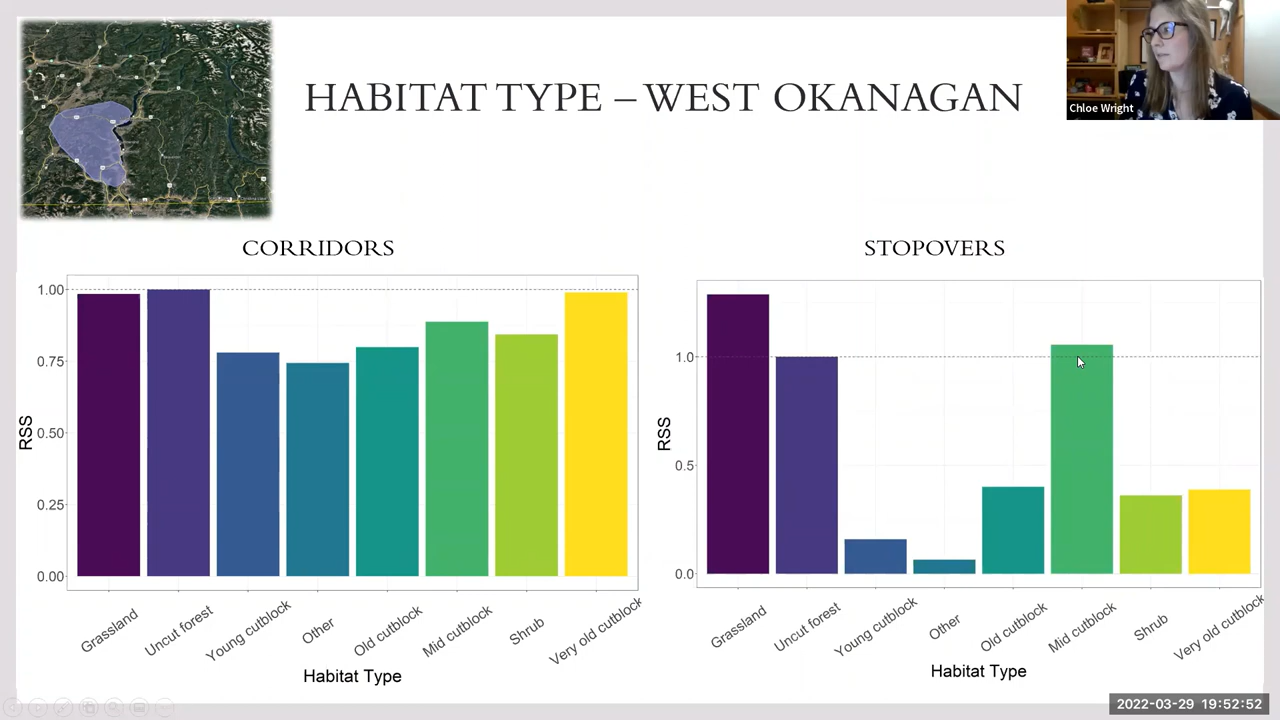 HABITAT TYPE – WEST OKANAGAN
Chloe Wright
CORRIDORS
1.00
0.75
0.50
0.25
0.00
RSS
Grassland
Uncut forest
Young cutblock
Other
Old cutblock
Mid cutblock
Shrub
Very old cutblock
Habitat Type
STOPOVERS
1.0
0.5
0.0
RSS
Grassland
Uncut forest
Young cutblock
Other
Old cutblock
Mid cutblock
Shrub
Very old cutblock
Habitat Type
2022-03-29 19:52:52